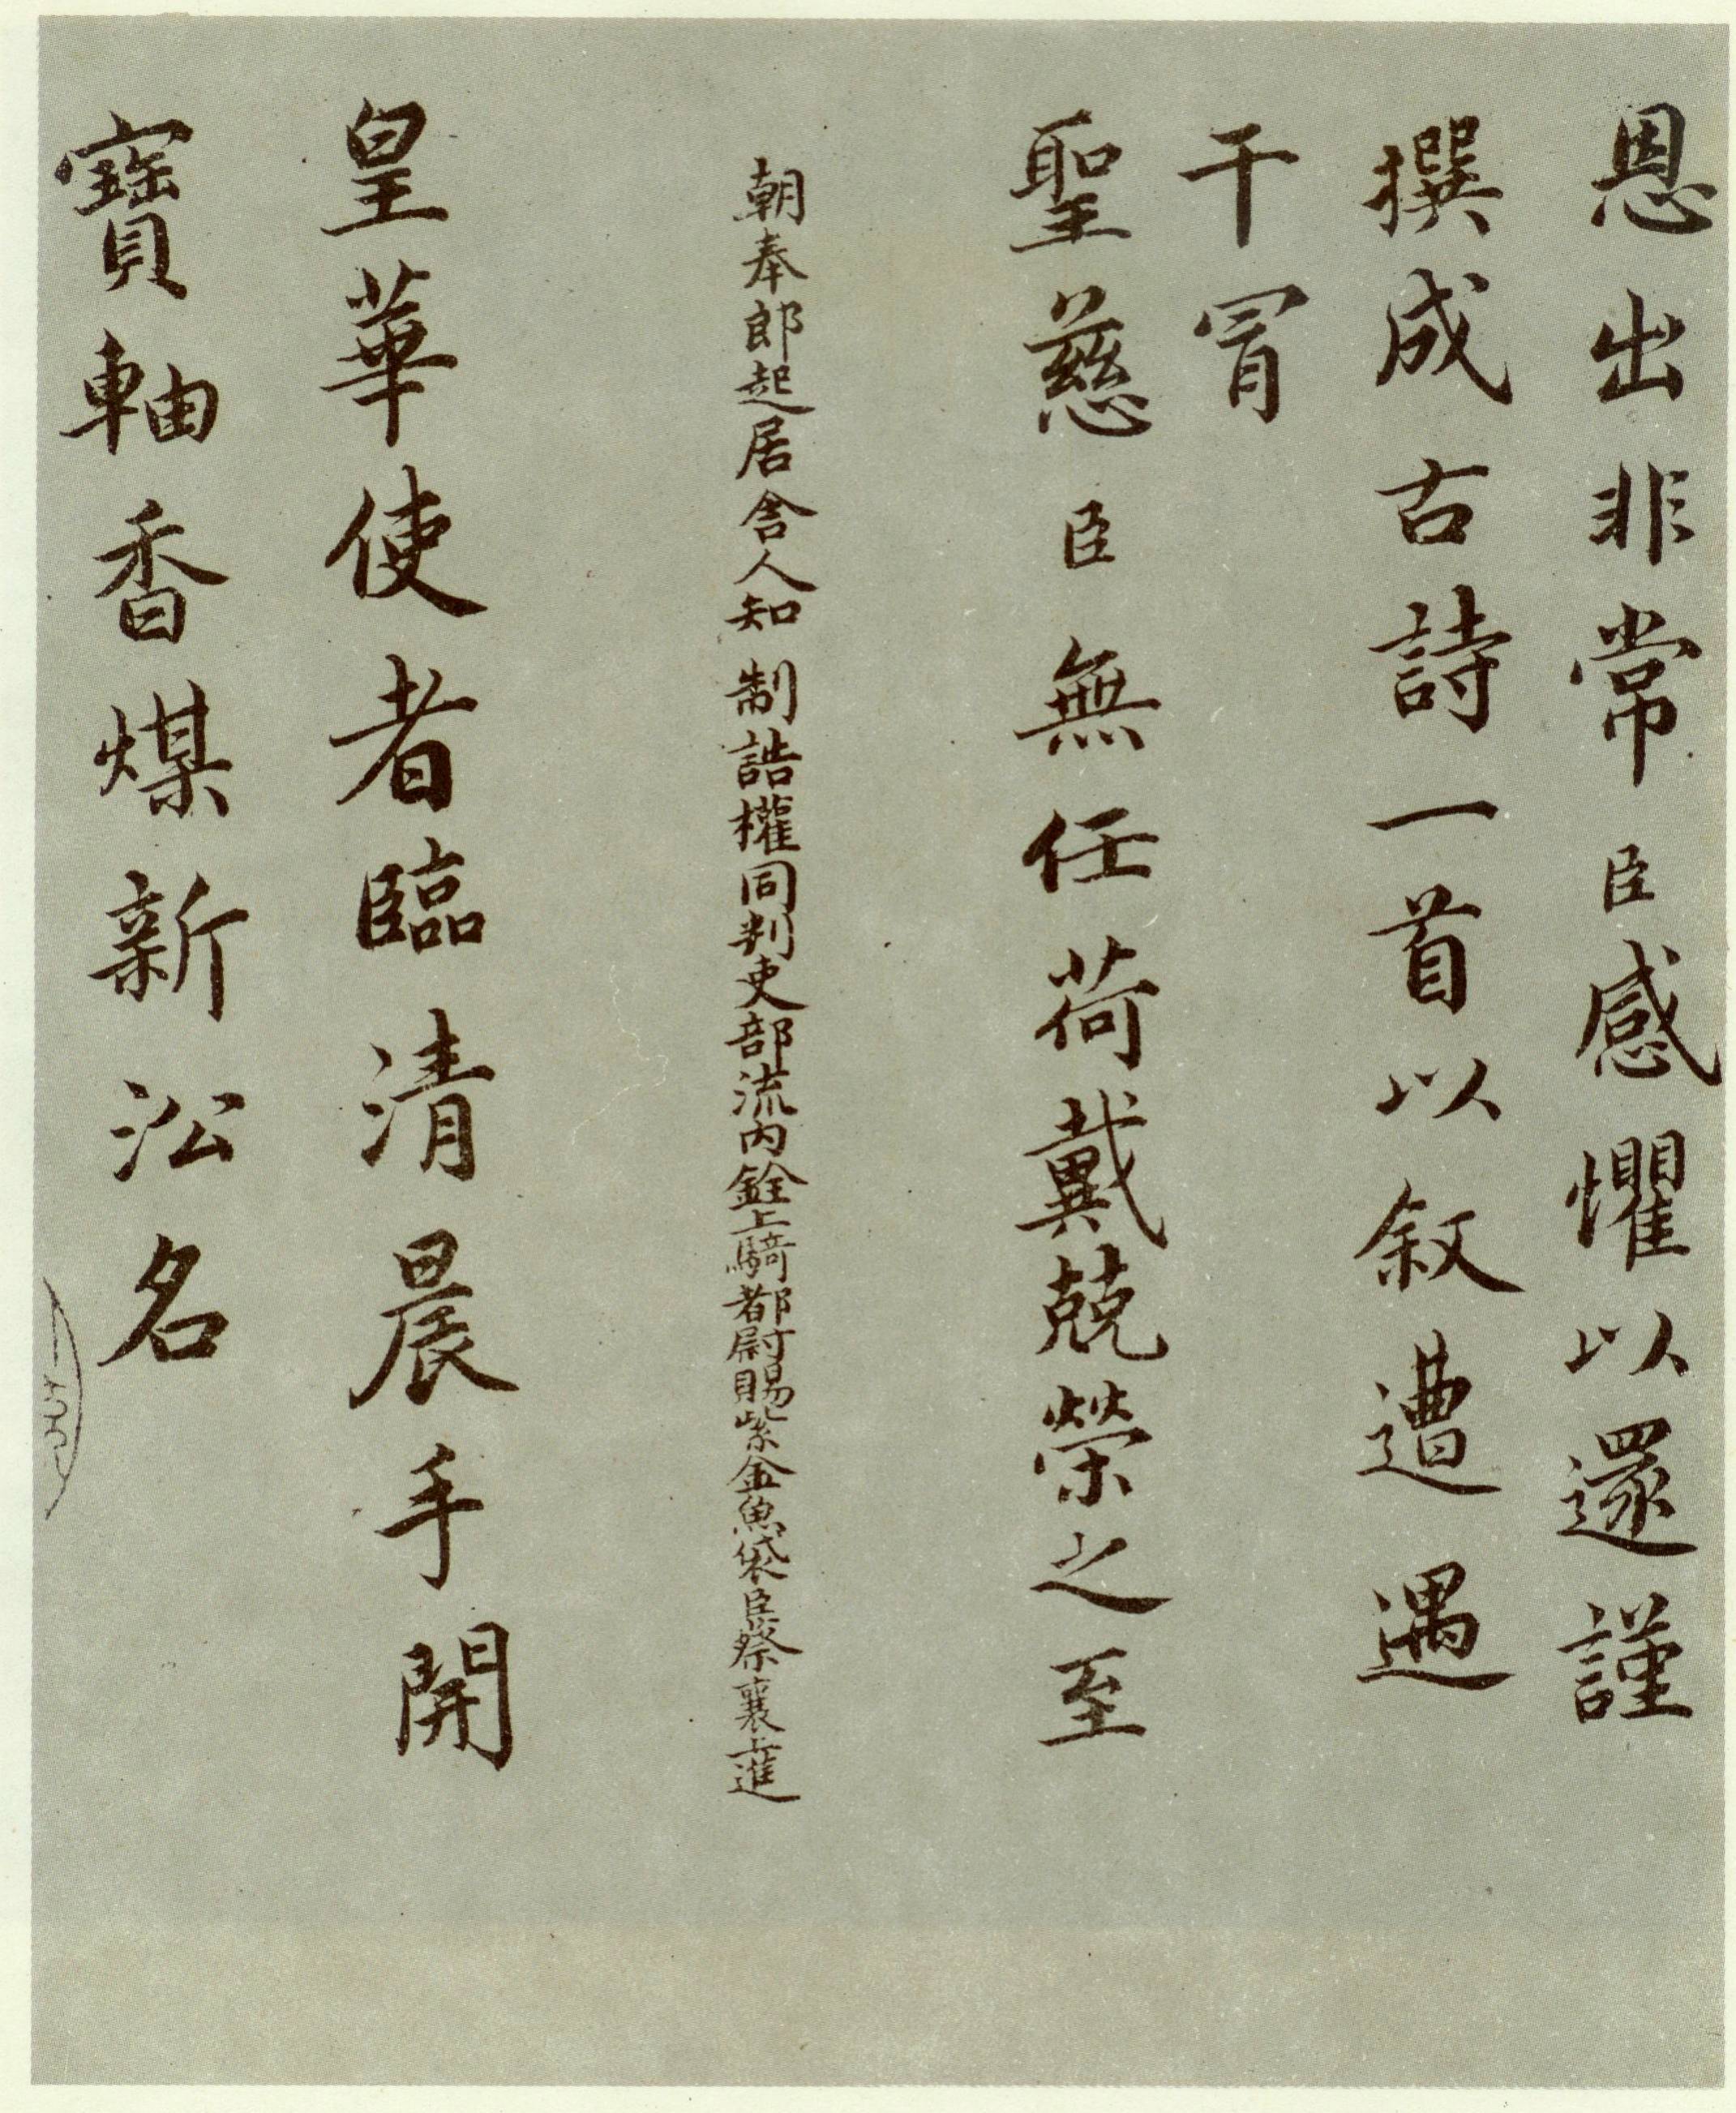 恩出非常臣感懼以還謹
撰成古詩一首以敘遭遇
干冐
聖慈臣無任荷戴兢榮之至
朝奉郎起居舍人知制誥權同判吏部流内銓上騎都尉賜紫金魚袋臣蔡襄上進
皇華使者臨清晨手開
寶軸香煤新沄名